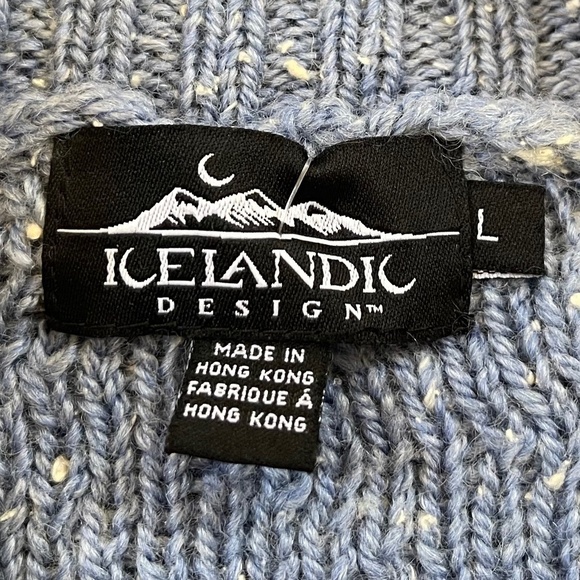 ICELANDIC
DESIGN™
L
MADE IN
HONG KONG
FABRIQUE Á
HONG KONG